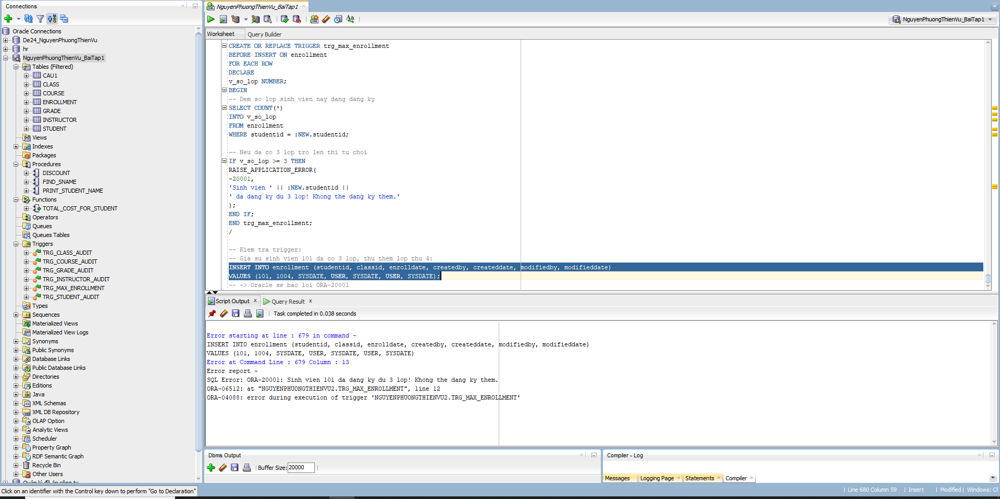 Connections
Oracle Connections
De24_NguyenPhuongThienVu
hr
NguyenPhuongThienVu_BaiTap1
Tables (Filtered)
CAU1
CLASS
COURSE
ENROLLMENT
GRADE
INSTRUCTOR
STUDENT
Views
Indexes
Packages
Procedures
DISCOUNT
FIND_SNAME
PRINT_STUDENT_NAME
Functions
TOTAL_COST_FOR_STUDENT
Operators
Queues
Queues Tables
Triggers
TRG_CLASS_AUDIT
TRG_COURSE_AUDIT
TRG_GRADE_AUDIT
TRG_INSTRUCTOR_AUDIT
TRG_MAX_ENROLLMENT
TRG_STUDENT_AUDIT
Types
Sequences
Materialized Views
Materialized View Logs
Synonyms
Public Synonyms
Database Links
Public Database Links
Directories
Editions
Java
XML Schemas
XML DB Repository
OLAP Option
Analytic Views
Scheduler
Property Graph
RDF Semantic Graph
Recycle Bin
Other Users
Click on an identifier with the Control key down to perform "Go to Declaration"
NguyenPhuongThienVu_BaiTap1
NguyenPhuongThienVu_BaiTap1
Worksheet Query Builder
CREATE OR REPLACE TRIGGER trg_max_enrollment
BEFORE INSERT ON enrollment
FOR EACH ROW
DECLARE
v_so_lop NUMBER;
BEGIN
-- Dem so lop sinh vien nay dang dang ky
SELECT COUNT(*)
INTO v_so_lop
FROM enrollment
WHERE studentid = :NEW.studentid;
-- Neu da co 3 lop tro len thi tu choi
IF v_so_lop >= 3 THEN
RAISE_APPLICATION_ERROR(
-20001,
'Sinh vien ' || :NEW.studentid ||
' da dang ky du 3 lop! Khong the dang ky them.'
);
END IF;
END trg_max_enrollment;
/
-- Kiem tra trigger:
-- Gia su sinh vien 101 da co 3 lop, thu them lop thu 4:
INSERT INTO enrollment (studentid, classid, enrolldate, createdby, createddate, modifiedby, modifieddate)
VALUES (101, 1004, SYSDATE, USER, SYSDATE, USER, SYSDATE);
-- -> Oracle se bao loi ORA-20001
Script Output Query Result
Task completed in 0.038 seconds
Error starting at line : 679 in command -
INSERT INTO enrollment (studentid, classid, enrolldate, createdby, createddate, modifiedby, modifieddate)
VALUES (101, 1004, SYSDATE, USER, SYSDATE, USER, SYSDATE)
Error at Command Line : 679 Column : 13
Error report -
SQL Error: ORA-20001: Sinh vien 101 da dang ky du 3 lop! Khong the dang ky them.
ORA-06512: at "NGUYENPHUONGTHIENVU2.TRG_MAX_ENROLLMENT", line 12
ORA-04088: error during execution of trigger 'NGUYENPHUONGTHIENVU2.TRG_MAX_ENROLLMENT'
Dbms Output
Buffer Size: 20000
Compiler - Log
Messages Logging Page Statements Compiler
Line 680 Column 59 Insert Modified Windows: